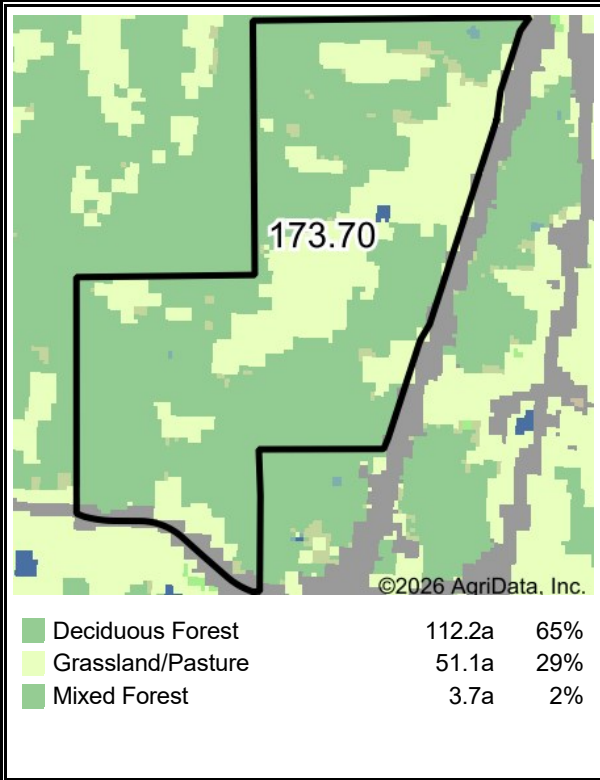 173.70
©2026 AgriData, Inc.
Deciduous Forest 112.2a 65%
Grassland/Pasture 51.1a 29%
Mixed Forest 3.7a 2%